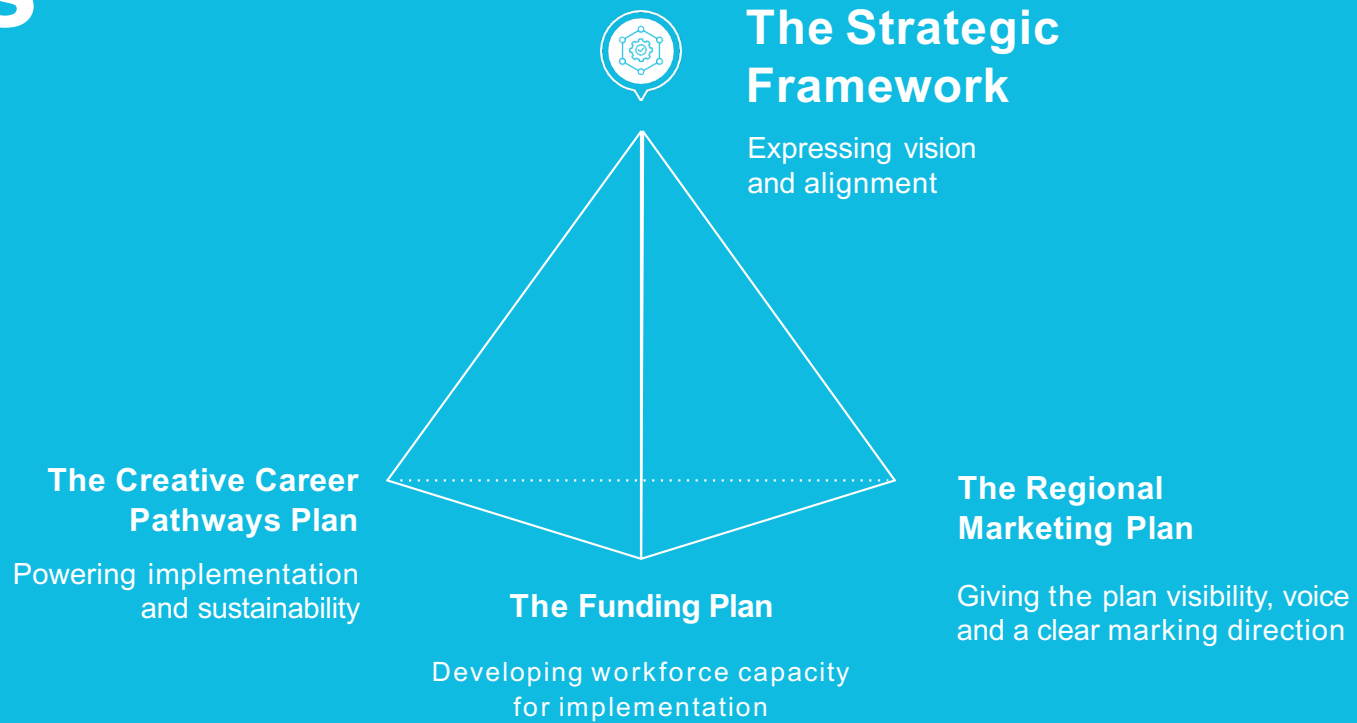 The Strategic
Framework
Expressing vision
and alignment
The Creative Career
Pathways Plan
Powering implementation
and sustainability
The Funding Plan
Developing workforce capacity
for implementation
The Regional
Marketing Plan
Giving the plan visibility, voice
and a clear marking direction